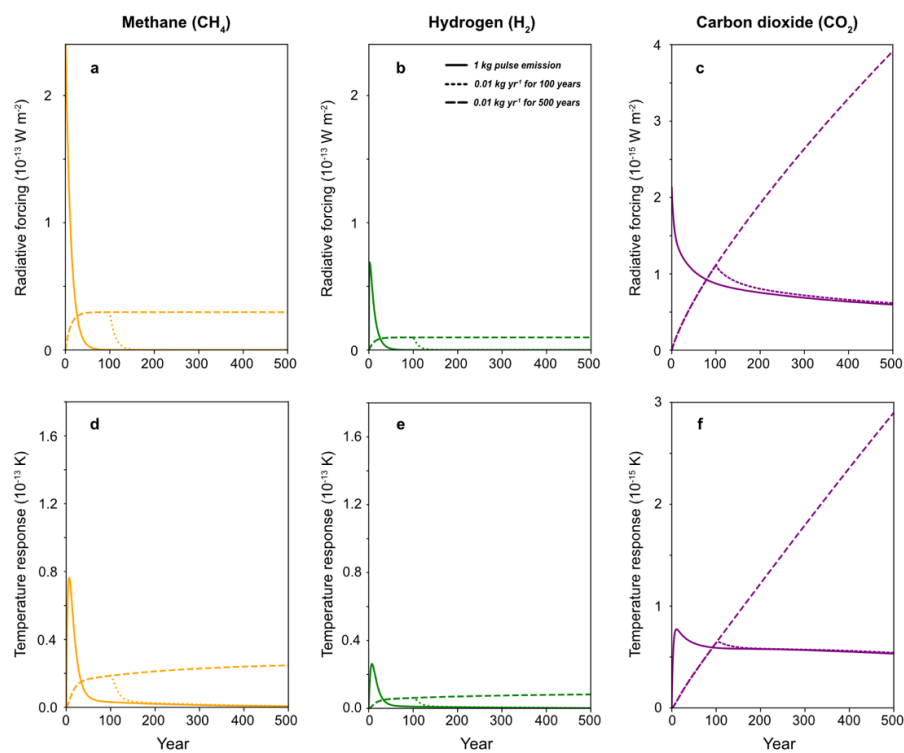 Methane (CH₄)
Hydrogen (H₂)
Carbon dioxide (CO₂)
a
Radiative forcing (10⁻¹³ W m⁻²)
2
1
0
0 100 200 300 400 500
b
1 kg pulse emission
0.01 kg yr⁻¹ for 100 years
0.01 kg yr⁻¹ for 500 years
Radiative forcing (10⁻¹³ W m⁻²)
2
1
0
0 100 200 300 400 500
c
Radiative forcing (10⁻¹⁵ W m⁻²)
4
3
2
1
0
0 100 200 300 400 500
d
Temperature response (10⁻¹³ K)
1.6
1.2
0.8
0.4
0.0
0 100 200 300 400 500
Year
e
Temperature response (10⁻¹³ K)
1.6
1.2
0.8
0.4
0.0
0 100 200 300 400 500
Year
f
Temperature response (10⁻¹⁵ K)
3
2
1
0
0 100 200 300 400 500
Year